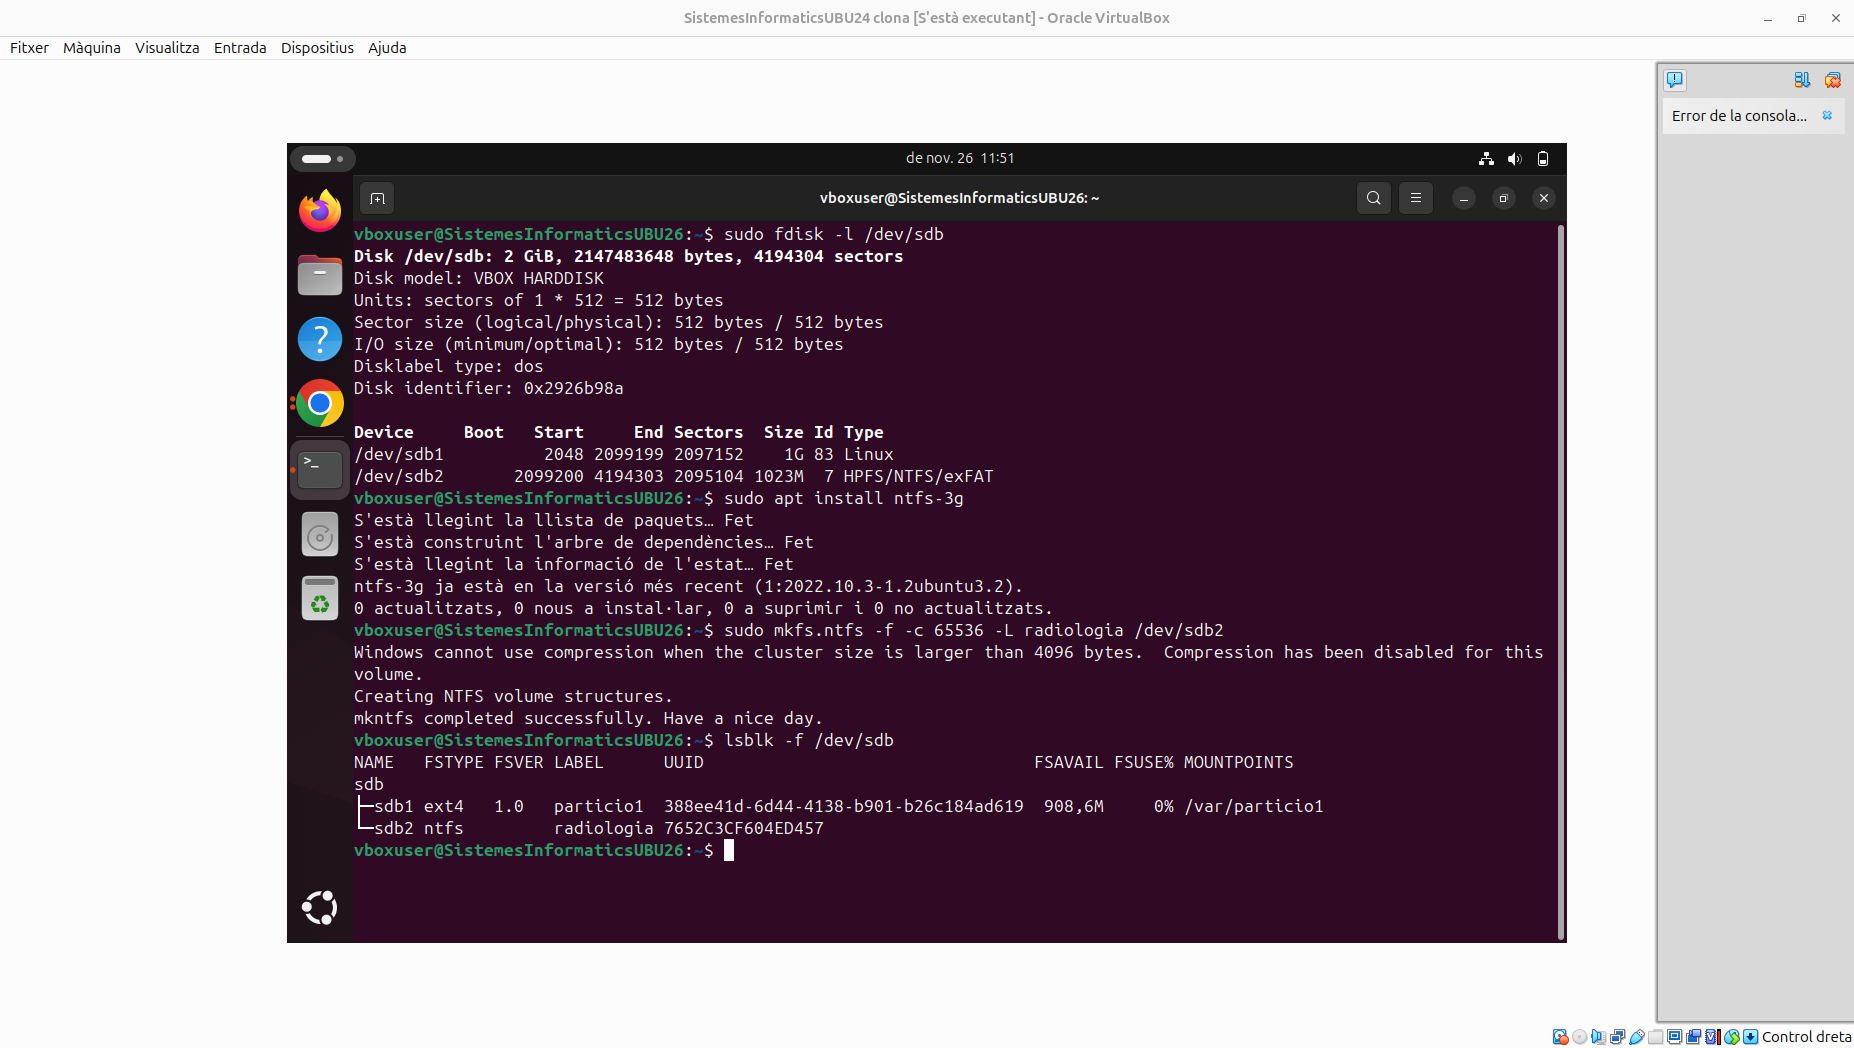 SistemesInformaticsUBU24 clona [S'està executant] - Oracle VirtualBox
Fitxer Màquina Visualitza Entrada Dispositius Ajuda
Error de la consola...
de nov. 26 11:51
vboxuser@SistemesInformaticsUBU26: ~
vboxuser@SistemesInformaticsUBU26:~$ sudo fdisk -l /dev/sdb
Disk /dev/sdb: 2 GiB, 2147483648 bytes, 4194304 sectors
Disk model: VBOX HARDDISK
Units: sectors of 1 * 512 = 512 bytes
Sector size (logical/physical): 512 bytes / 512 bytes
I/O size (minimum/optimal): 512 bytes / 512 bytes
Disklabel type: dos
Disk identifier: 0x2926b98a
Device     Boot   Start     End Sectors  Size Id Type
/dev/sdb1          2048 2099199 2097152    1G 83 Linux
/dev/sdb2       2099200 4194303 2095104 1023M  7 HPFS/NTFS/exFAT
vboxuser@SistemesInformaticsUBU26:~$ sudo apt install ntfs-3g
S'està llegint la llista de paquets… Fet
S'està construint l'arbre de dependències… Fet
S'està llegint la informació de l'estat… Fet
ntfs-3g ja està en la versió més recent (1:2022.10.3-1.2ubuntu3.2).
0 actualitzats, 0 nous a instal·lar, 0 a suprimir i 0 no actualitzats.
vboxuser@SistemesInformaticsUBU26:~$ sudo mkfs.ntfs -f -c 65536 -L radiologia /dev/sdb2
Windows cannot use compression when the cluster size is larger than 4096 bytes.  Compression has been disabled for this
volume.
Creating NTFS volume structures.
mkntfs completed successfully. Have a nice day.
vboxuser@SistemesInformaticsUBU26:~$ lsblk -f /dev/sdb
NAME   FSTYPE FSVER LABEL      UUID                                 FSAVAIL FSUSE% MOUNTPOINTS
sdb
├─sdb1 ext4   1.0   particio1  388ee41d-6d44-4138-b901-b26c184ad619  908,6M     0% /var/particio1
└─sdb2 ntfs         radiologia 7652C3CF604ED457
vboxuser@SistemesInformaticsUBU26:~$
Control dreta